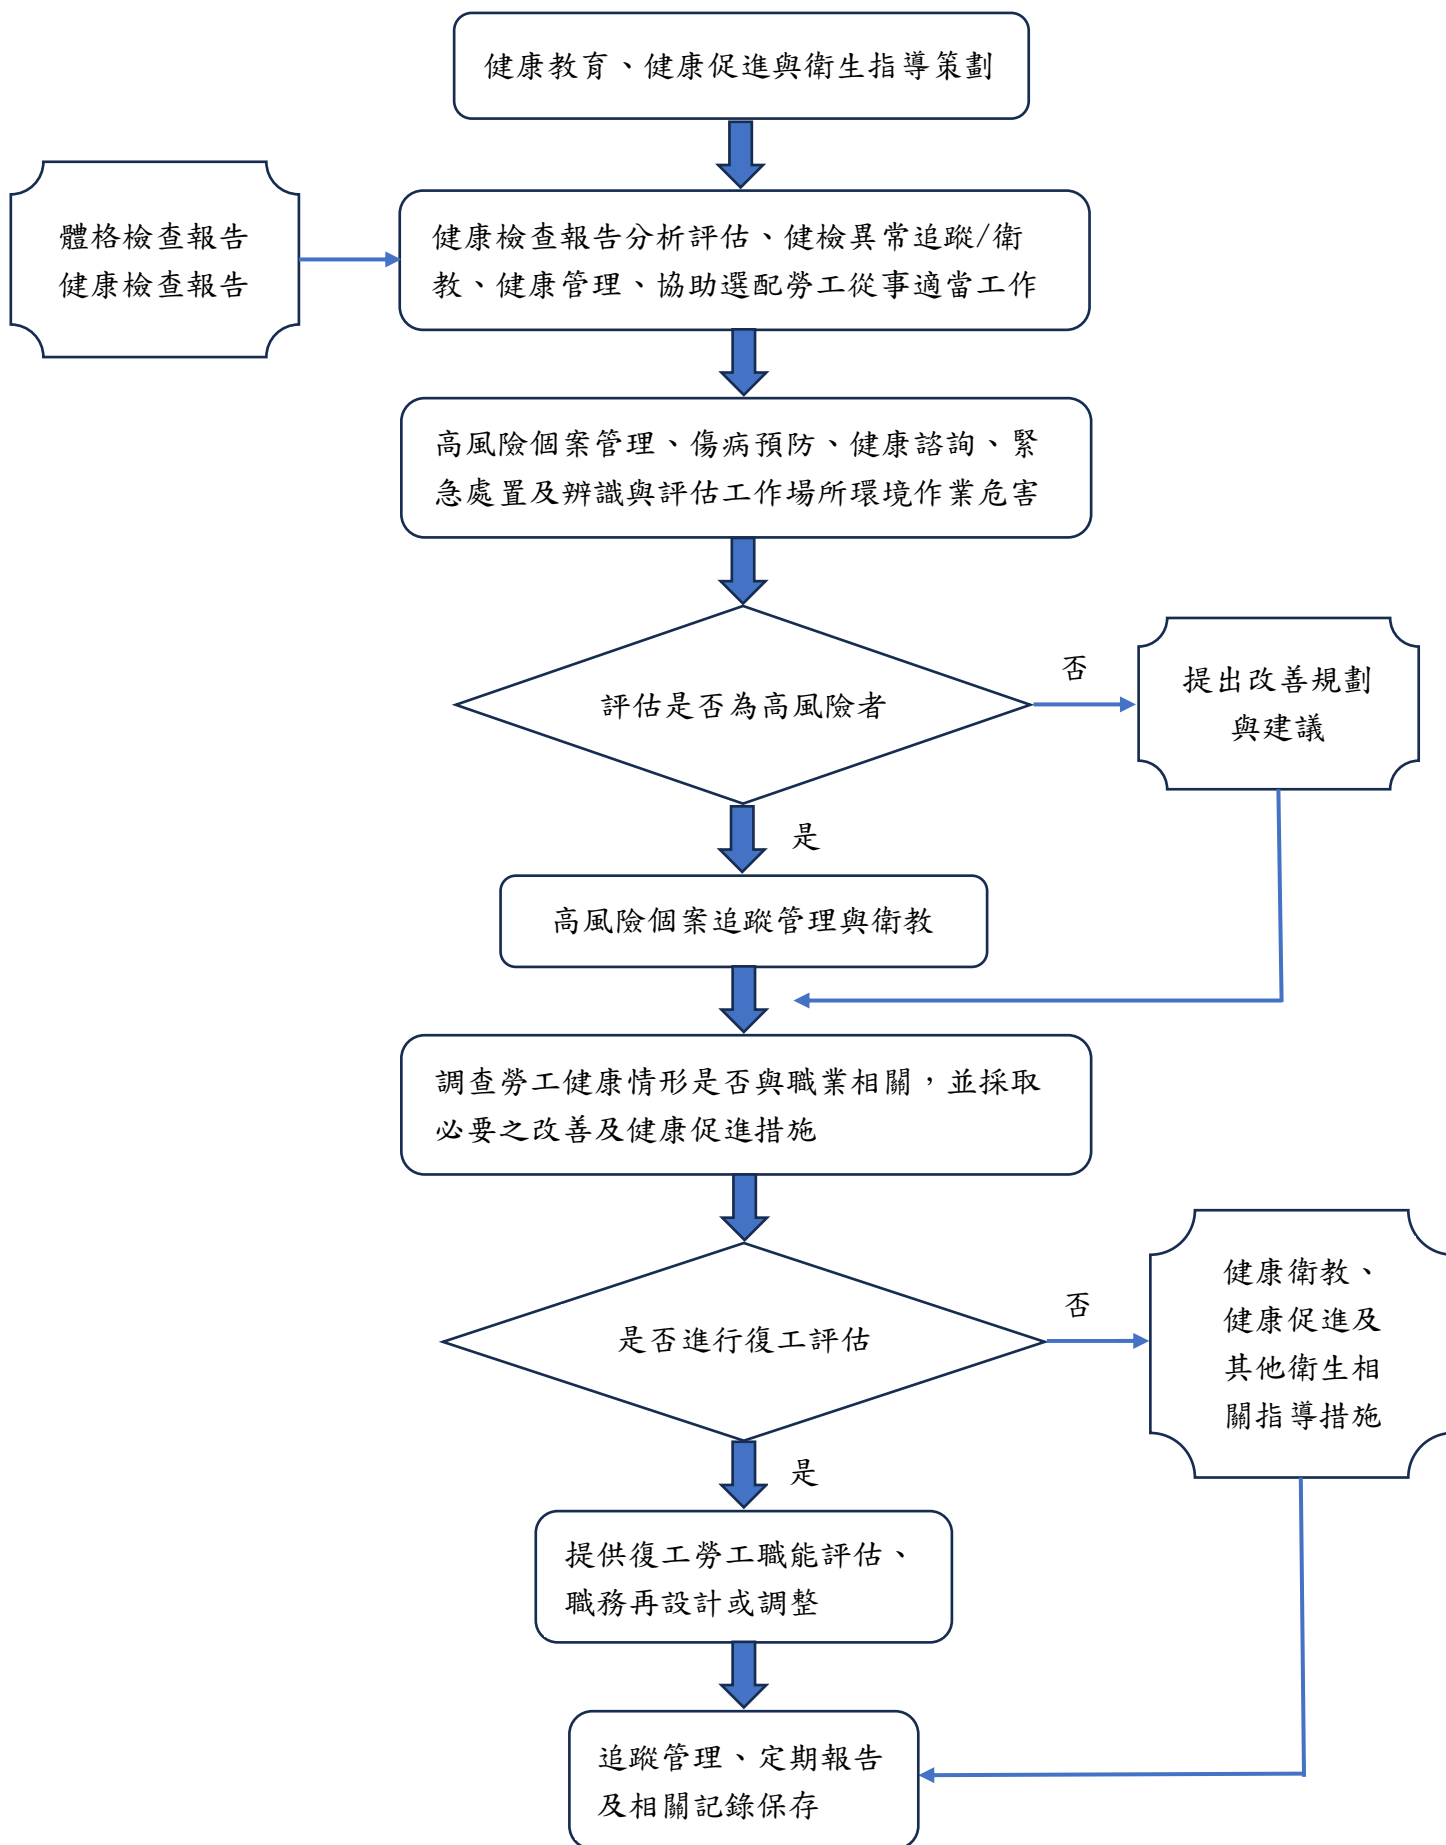 健康教育、健康促進與衛生指導策劃
體格檢查報告
健康檢查報告
健康檢查報告分析評估、健檢異常追蹤/衛
教、健康管理、協助選配勞工從事適當工作
高風險個案管理、傷病預防、健康諮詢、緊
急處置及辨識與評估工作場所環境作業危害
評估是否為高風險者
否
提出改善規劃
與建議
是
高風險個案追蹤管理與衛教
調查勞工健康情形是否與職業相關，並採取
必要之改善及健康促進措施
是否進行復工評估
否
健康衛教、
健康促進及
其他衛生相
關指導措施
是
提供復工勞工職能評估、
職務再設計或調整
追蹤管理、定期報告
及相關記錄保存